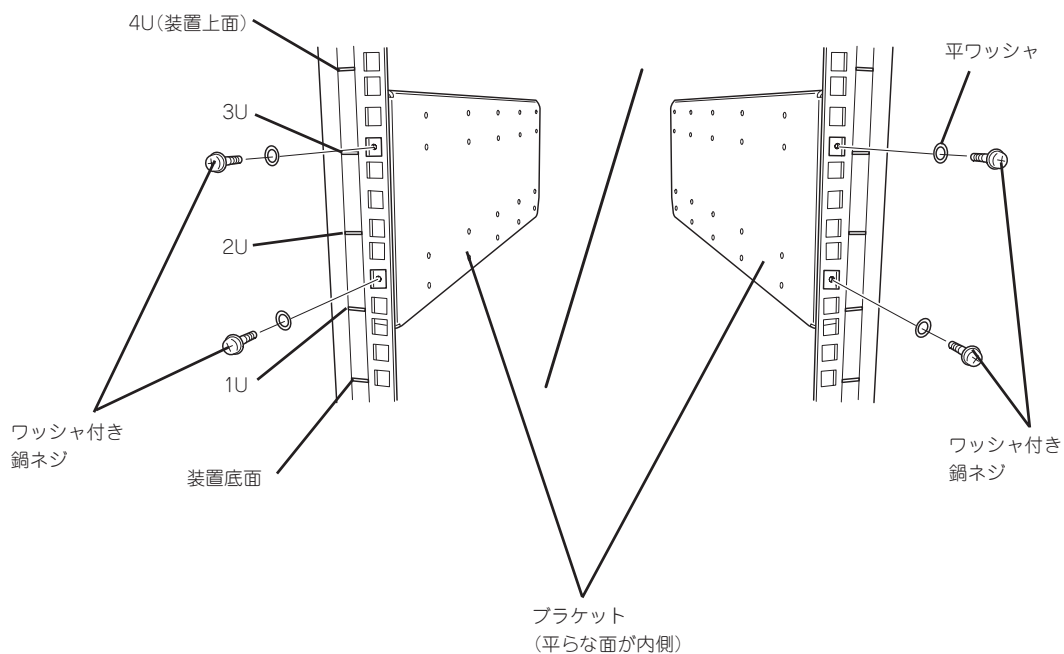 4U（装置上面）
平ワッシャ
3U
2U
1U
ワッシャ付き
鍋ネジ
ワッシャ付き
鍋ネジ
装置底面
ブラケット
（平らな面が内側）